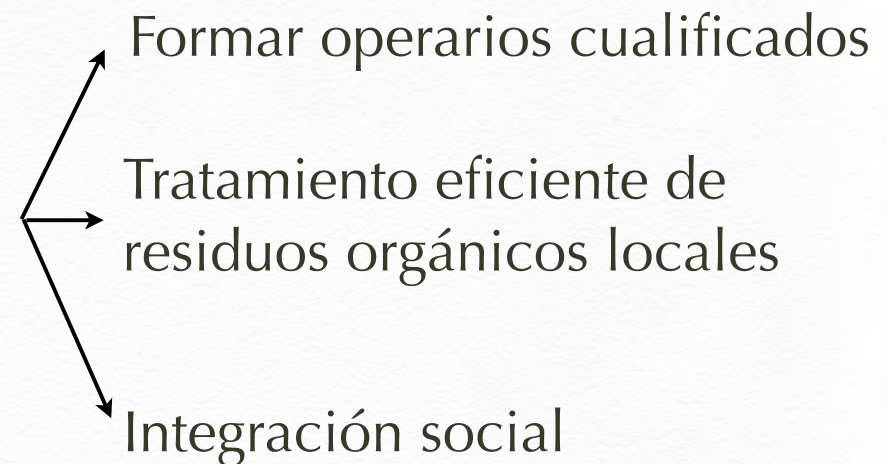 Formar operarios cualificados
Tratamiento eficiente de
residuos orgánicos locales
Integración social